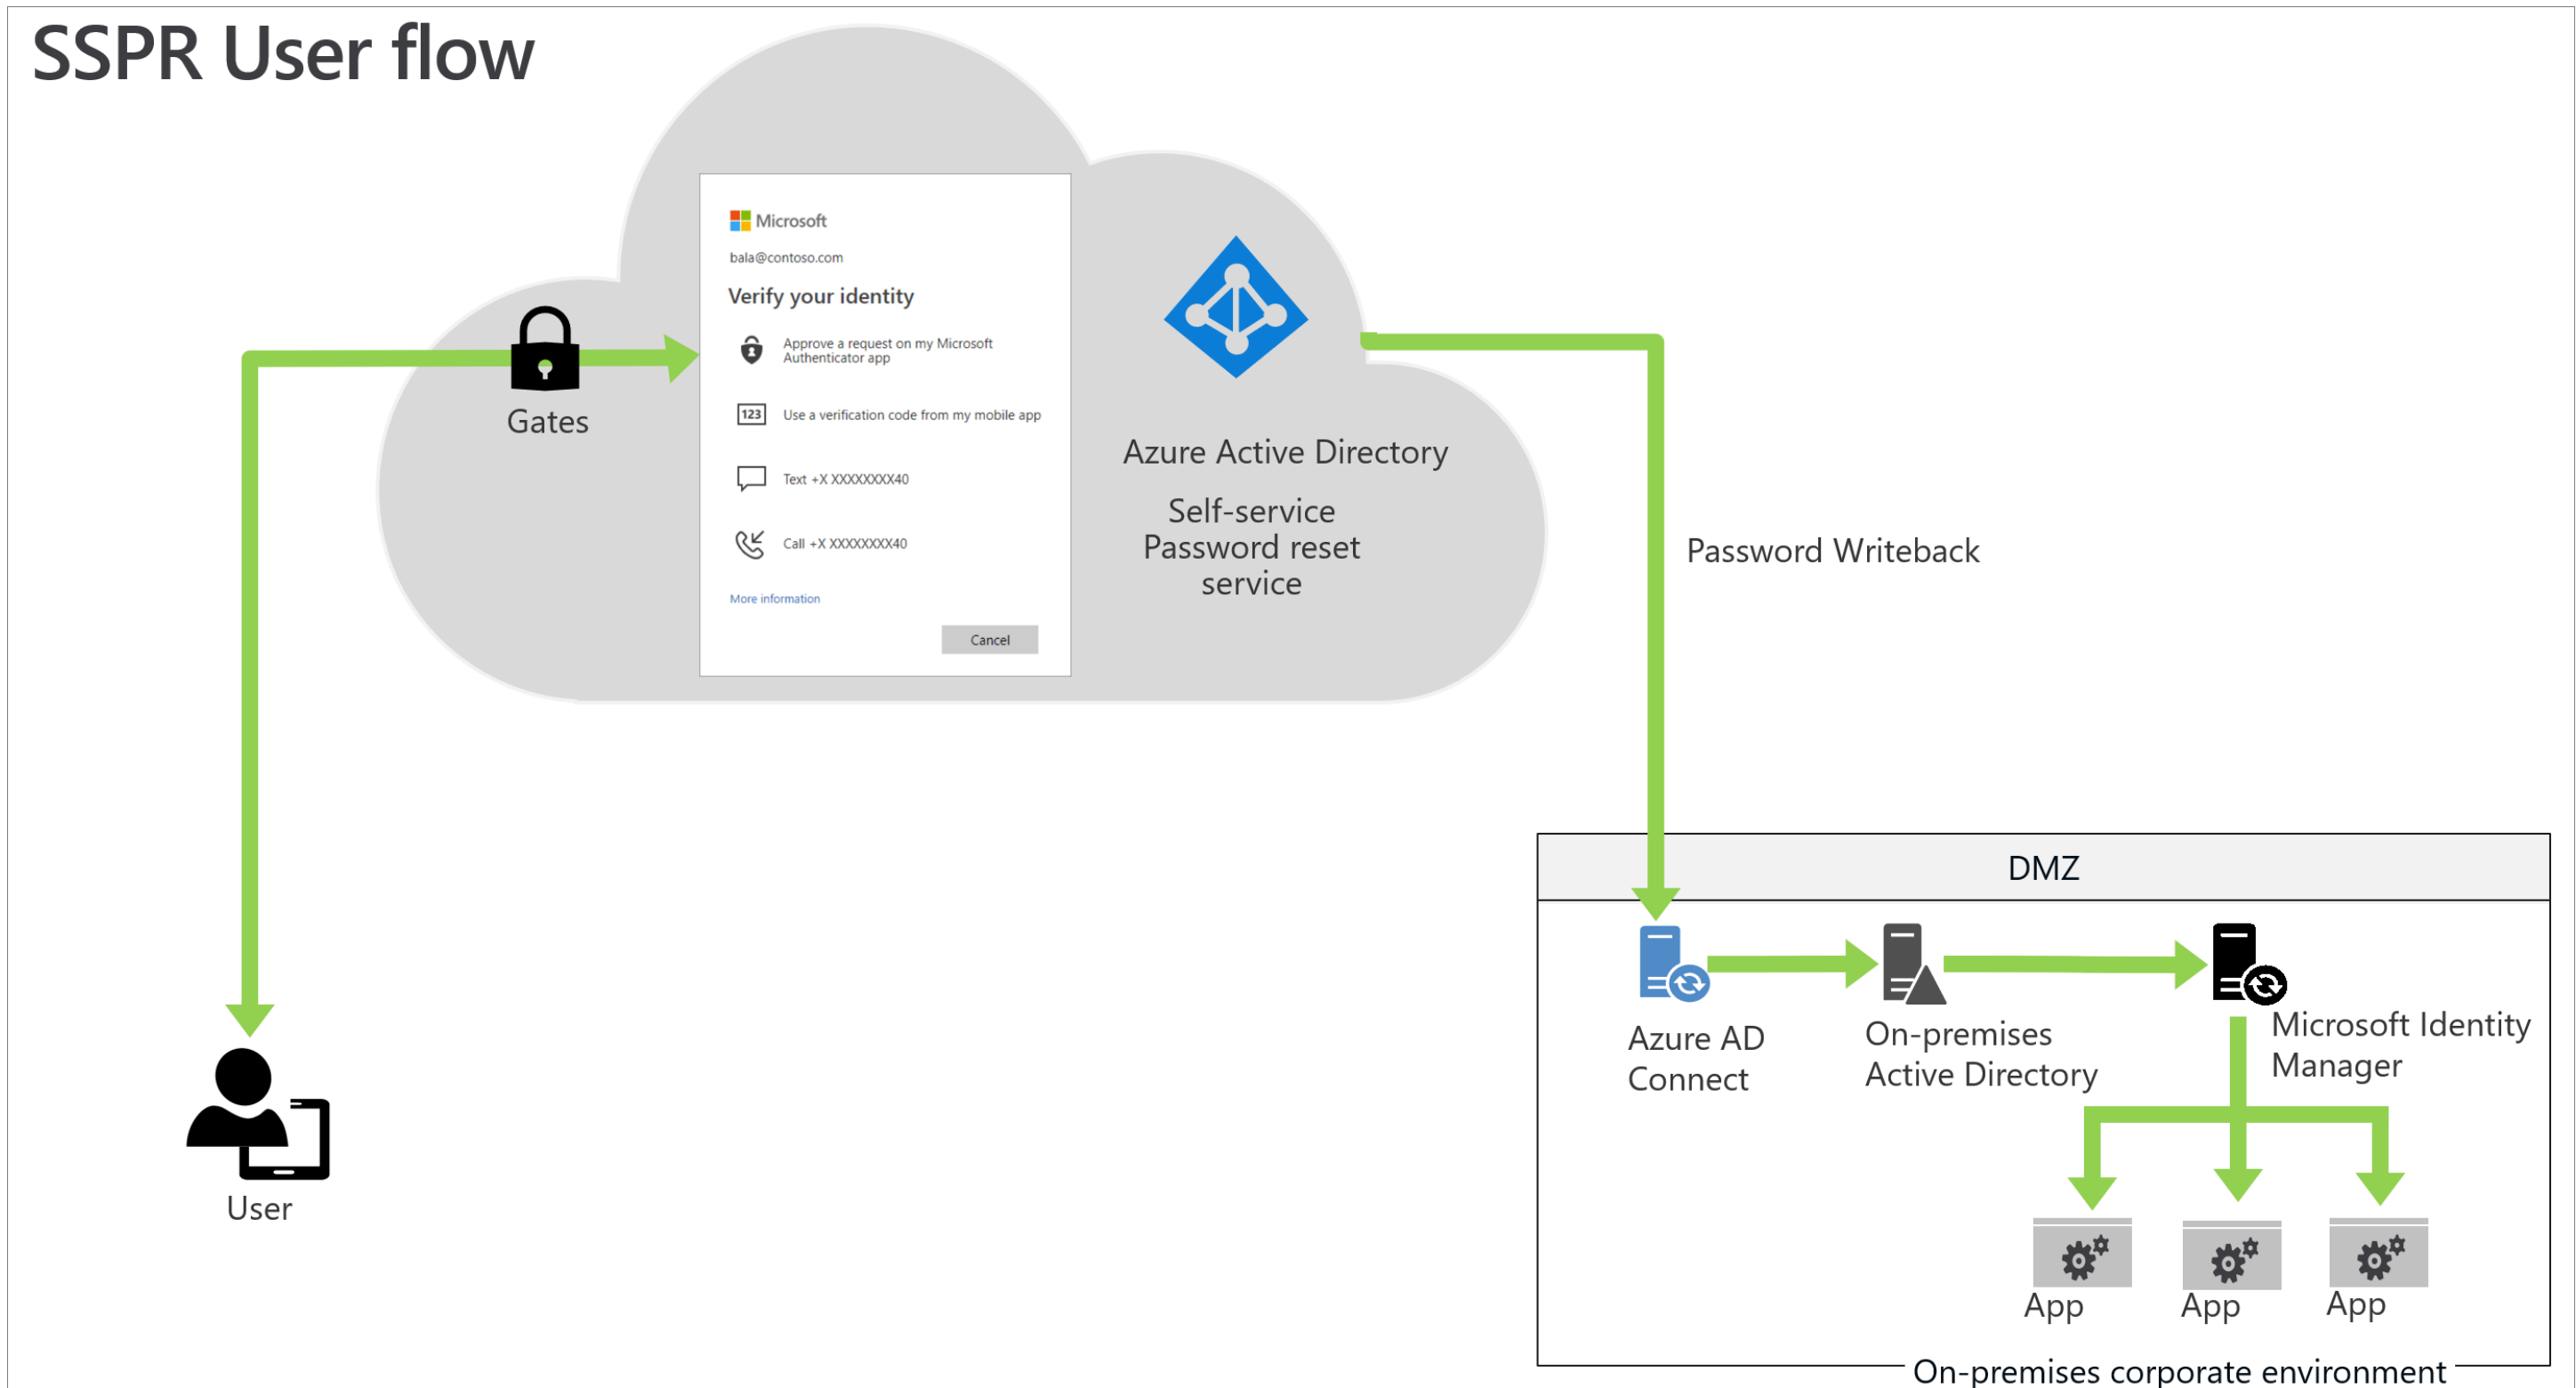 SSPR User flow
Microsoft
bala@contoso.com
Verify your identity
Approve a request on my Microsoft
Authenticator app
123
Use a verification code from my mobile app
Text +X XXXXXXXX40
Call +X XXXXXXXX40
More information
Cancel
Gates
Azure Active Directory
Self-service
Password reset
service
Password Writeback
User
DMZ
Azure AD
Connect
On-premises
Active Directory
Microsoft Identity
Manager
App
App
App
On-premises corporate environment